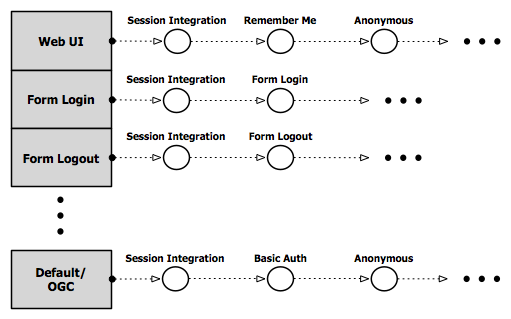 Session Integration Remember Me Anonymous
Web UI
Session Integration Form Login
Form Login
Session Integration Form Logout
Form Logout
Session Integration Basic Auth Anonymous
Default/
OGC